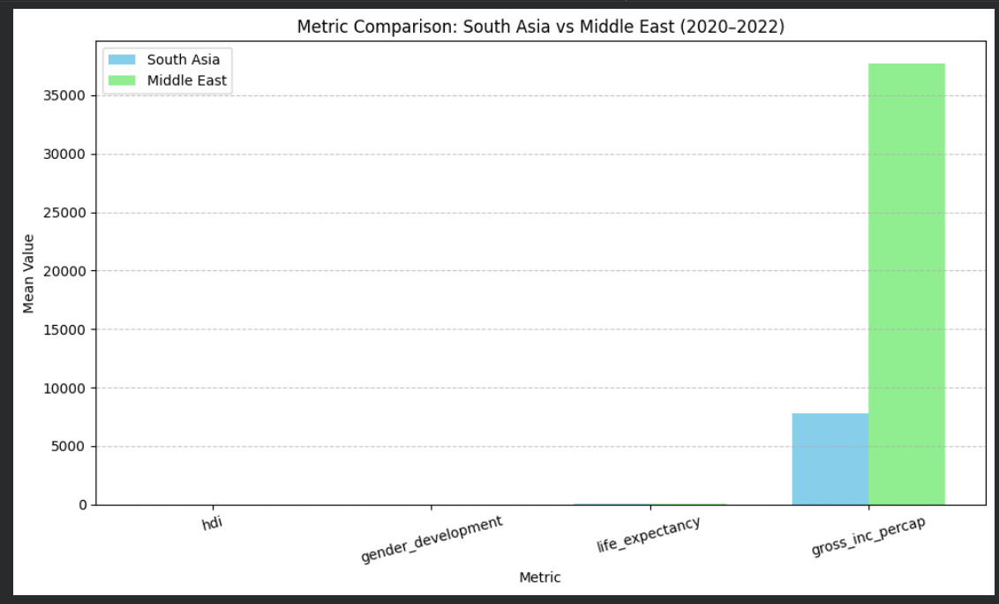 Metric Comparison: South Asia vs Middle East (2020–2022)
South Asia
Middle East
35000
30000
25000
20000
15000
10000
5000
0
Mean Value
hdi
gender_development
life_expectancy
gross_inc_percap
Metric